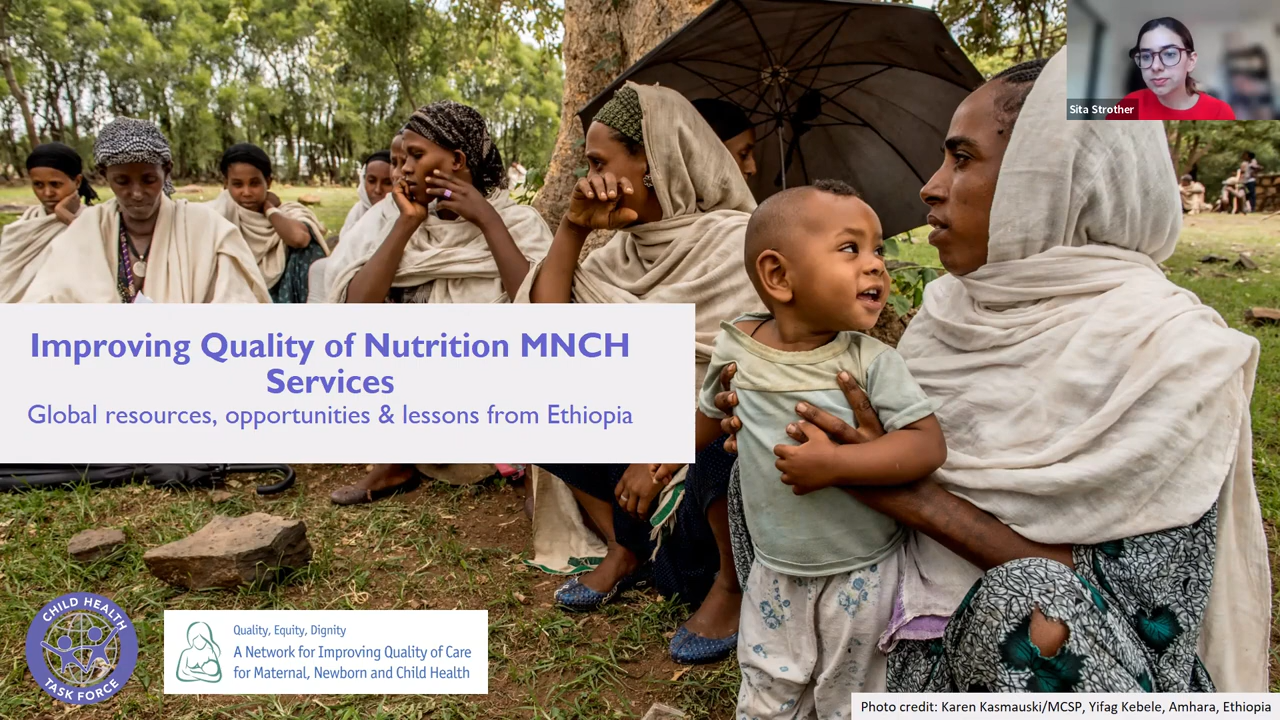 Sita Strother
Improving Quality of Nutrition MNCH
Services
Global resources, opportunities & lessons from Ethiopia
CHILD HEALTH
TASK FORCE
Quality, Equity, Dignity
A Network for Improving Quality of Care
for Maternal, Newborn and Child Health
Photo credit: Karen Kasmauski/MCSP, Yifag Kebele, Amhara, Ethiopia